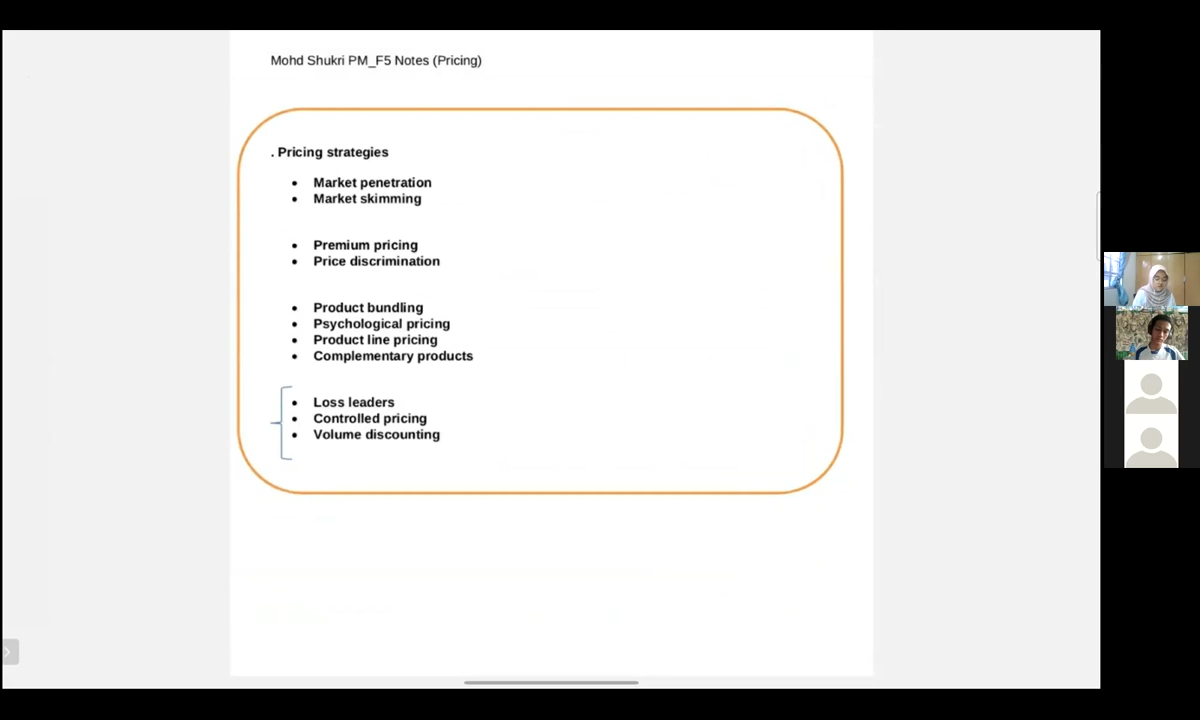 Mohd Shukri PM_F5 Notes (Pricing)
. Pricing strategies
• Market penetration
• Market skimming
• Premium pricing
• Price discrimination
• Product bundling
• Psychological pricing
• Product line pricing
• Complementary products
• Loss leaders
• Controlled pricing
• Volume discounting